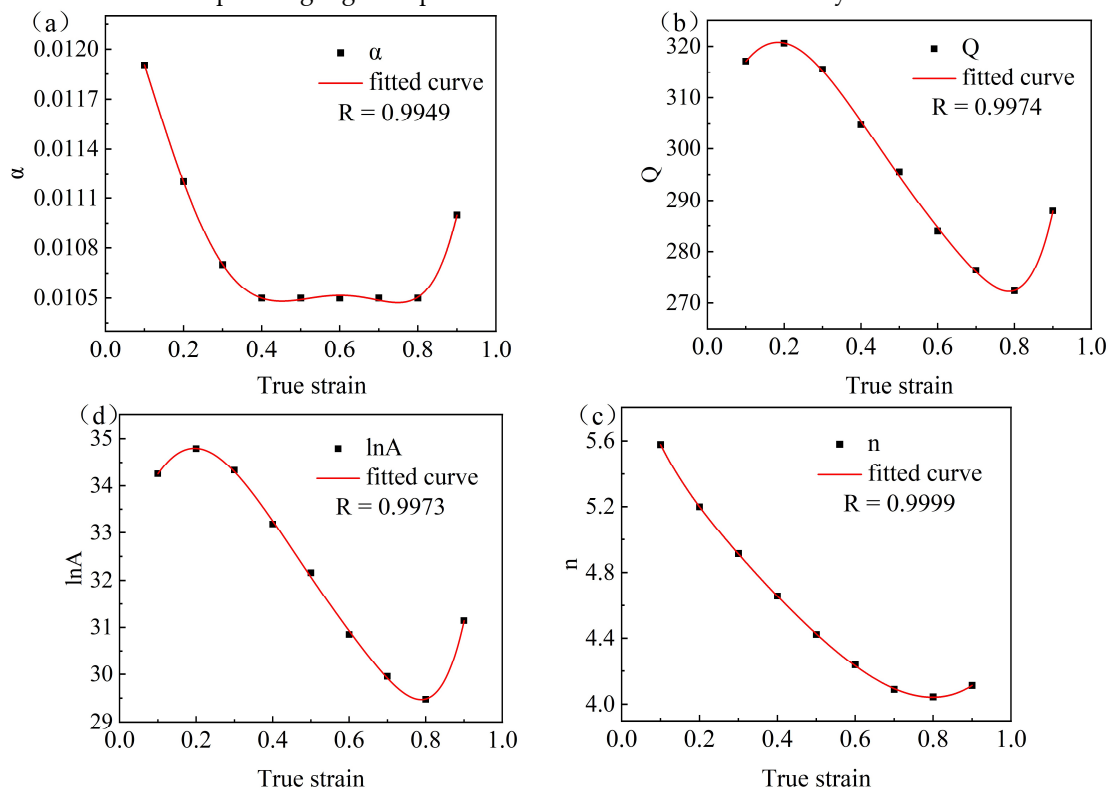 (a)
α
fitted curve
R = 0.9949
0.0120
0.0117
0.0114
0.0111
0.0108
0.0105
α
0.0 0.2 0.4 0.6 0.8 1.0
True strain
(b)
Q
fitted curve
R = 0.9974
320
310
300
290
280
270
Q
0.0 0.2 0.4 0.6 0.8 1.0
True strain
(d)
lnA
fitted curve
R = 0.9973
35
34
33
32
31
30
29
lnA
0.0 0.2 0.4 0.6 0.8 1.0
True strain
(c)
n
fitted curve
R = 0.9999
5.6
5.2
4.8
4.4
4.0
n
0.0 0.2 0.4 0.6 0.8 1.0
True strain